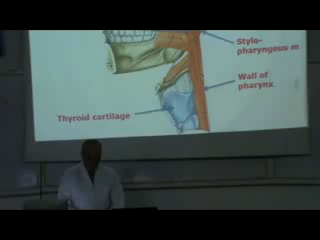 Stylo-
pharyngeus m
Wall of
pharynx
Thyroid cartilage